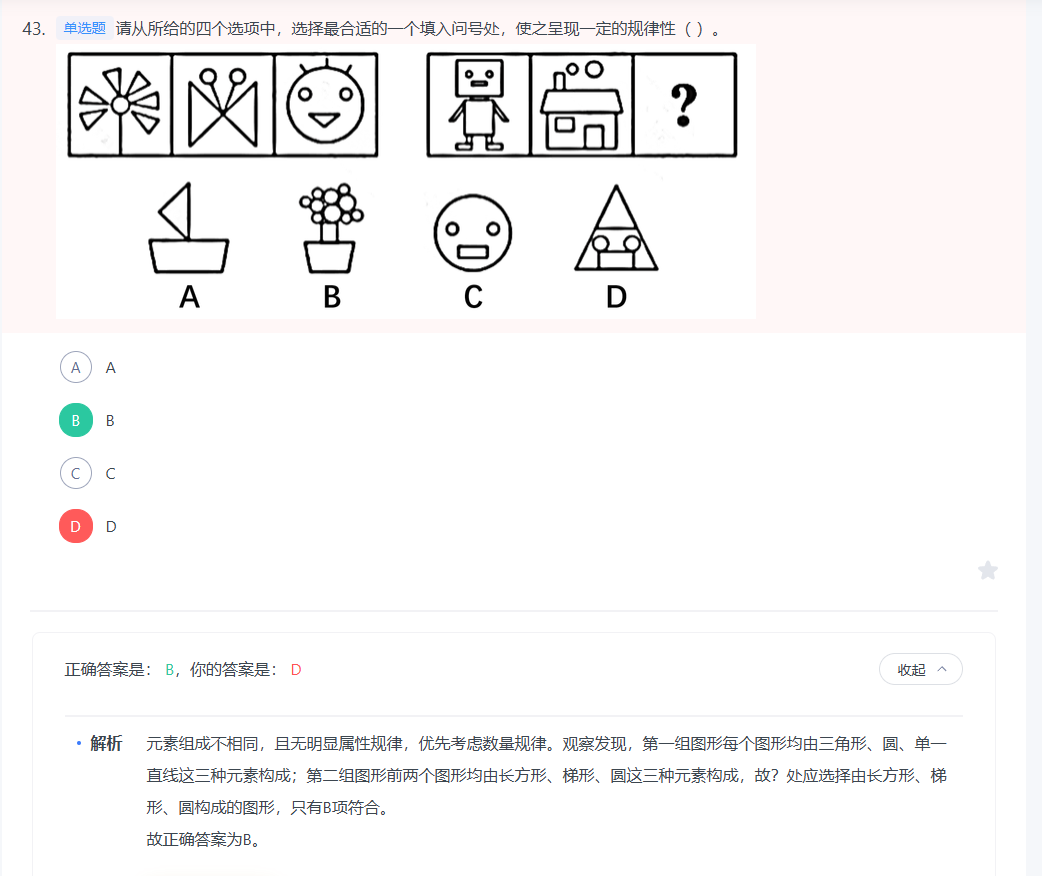 43. 单选题 请从所给的四个选项中，选择最合适的一个填入问号处，使之呈现一定的规律性（ ）。
?
A B C D
A A
B B
C C
D D
正确答案是： B， 你的答案是： D
收起
• 解析 元素组成不相同，且无明显属性规律，优先考虑数量规律。观察发现，第一组图形每个图形均由三角形、圆、单一
直线这三种元素构成；第二组图形前两个图形均由长方形、梯形、圆这三种元素构成，故？处应选择由长方形、梯
形、圆构成的图形，只有B项符合。
故正确答案为B。